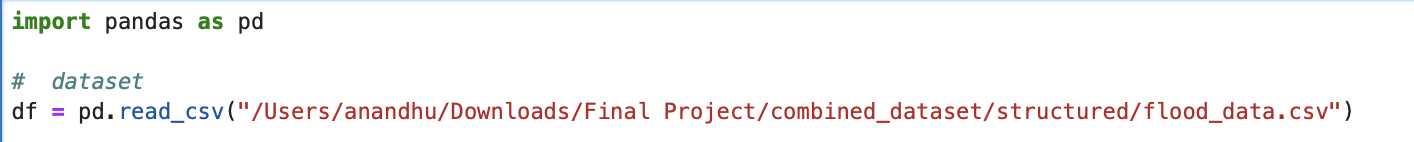 import pandas as pd
#  dataset
df = pd.read_csv("/Users/anandhu/Downloads/Final Project/combined_dataset/structured/flood_data.csv")